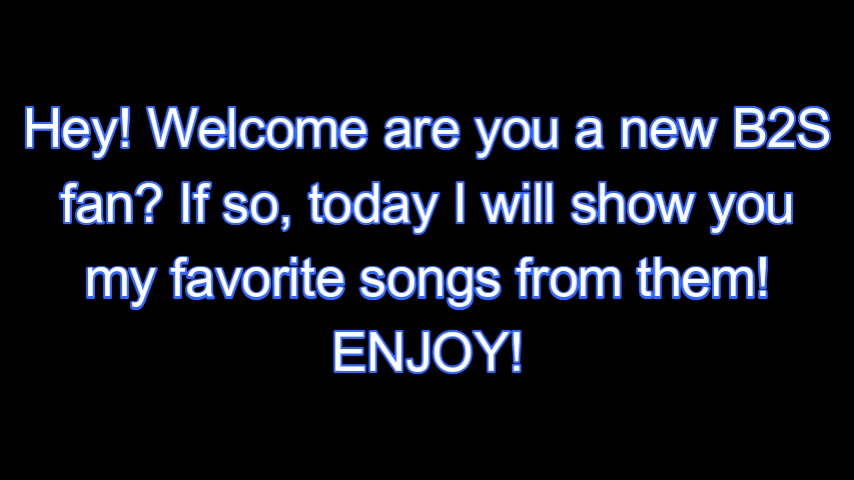 Hey! Welcome are you a new B2S
fan? If so, today I will show you
my favorite songs from them!
ENJOY!